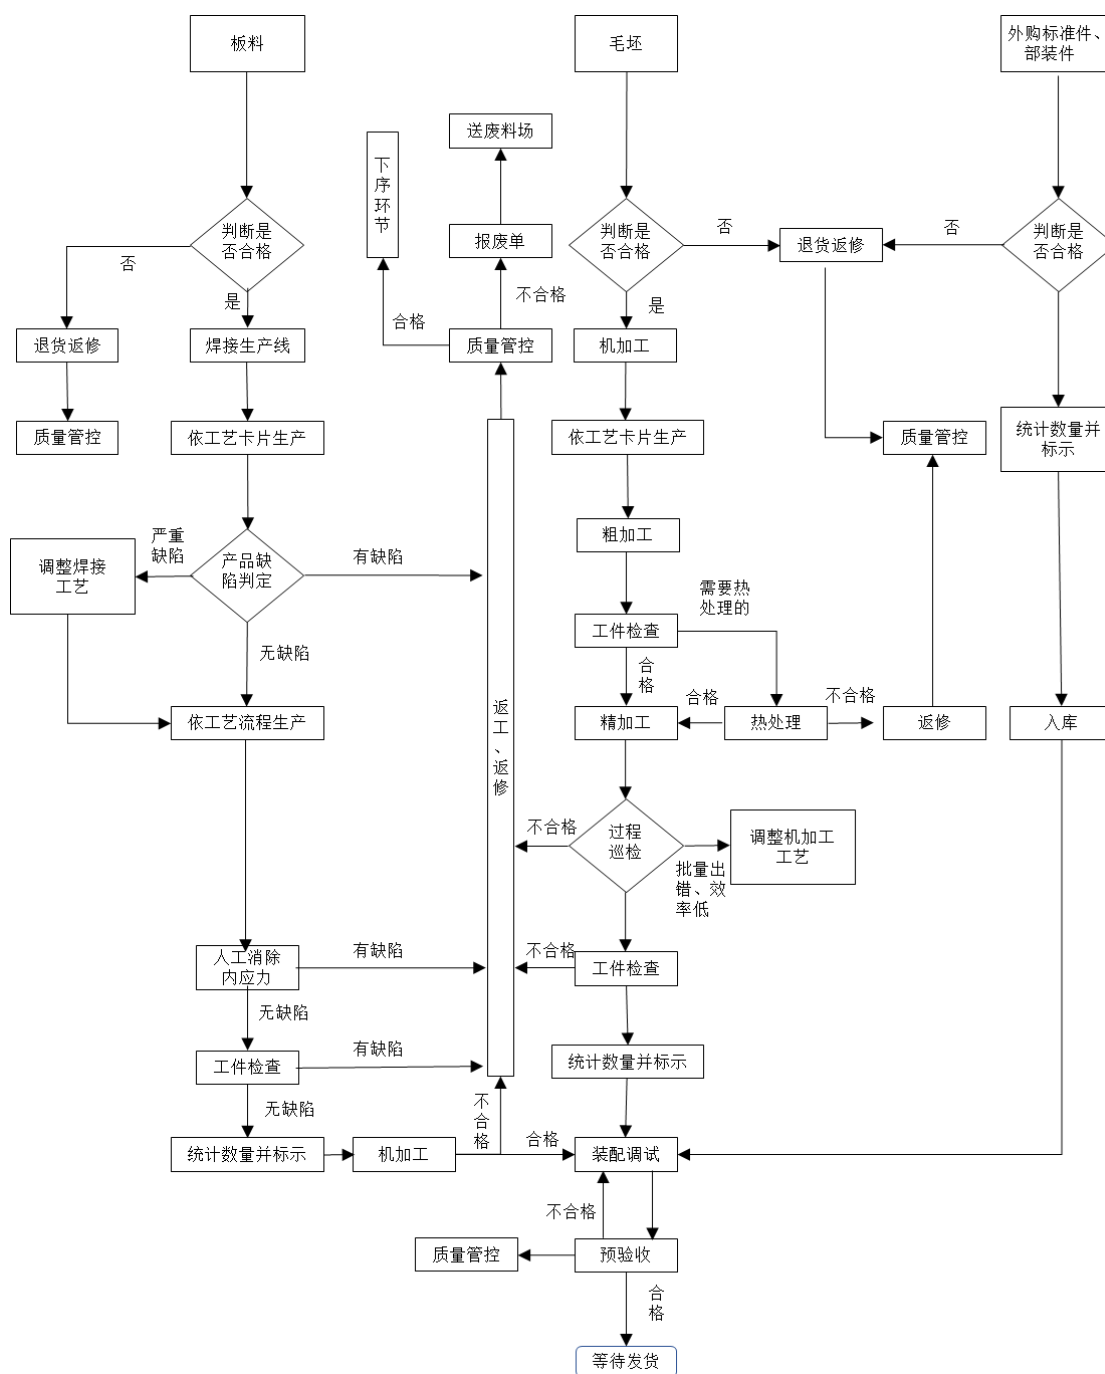 板料
毛坯
外购标准件、
部装件
送废料场
下
序
环
节
判断是
否合格
报废单
判断是
否合格
否
退货返修
否
判断是
否合格
否
是
不合格
合格
是
退货返修
焊接生产线
质量管控
机加工
质量管控
依工艺卡片生产
依工艺卡片生产
质量管控
统计数量并
标示
严重
缺陷
产品缺
陷判定
有缺陷
调整焊接
工艺
粗加工
需要热
处理的
工件检查
无缺陷
合
格
返
工
、
返
修
依工艺流程生产
精加工
合格
热处理
不合格
返修
入库
不合格
过程
巡检
调整机加工
工艺
批量出
错、效
率低
人工消除
内应力
有缺陷
不合格
工件检查
无缺陷
工件检查
有缺陷
统计数量并标示
无缺陷
不
合
格
统计数量并标示
机加工
合格
装配调试
不合格
质量管控
预验收
合
格
等待发货